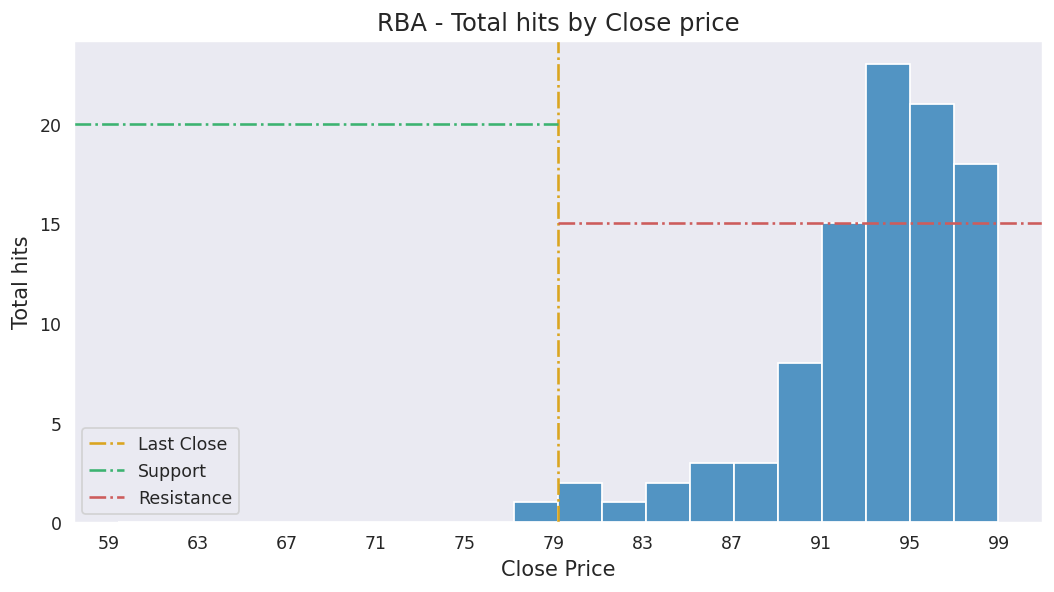 RBA - Total hits by Close price
Total hits
20
15
10
5
0
Last Close
Support
Resistance
59 63 67 71 75 79 83 87 91 95 99
Close Price